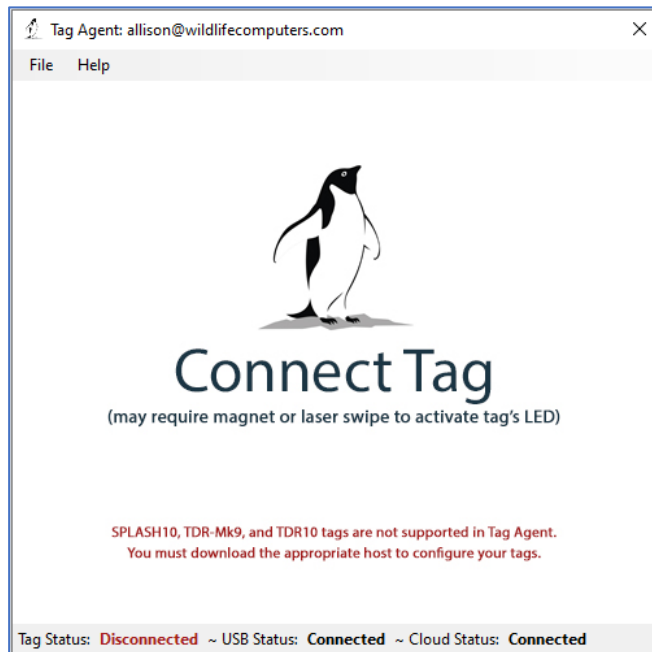 Tag Agent: allison@wildlifecomputers.com
File Help
Connect Tag
(may require magnet or laser swipe to activate tag's LED)
SPLASH10, TDR-Mk9, and TDR10 tags are not supported in Tag Agent.
You must download the appropriate host to configure your tags.
Tag Status: Disconnected ~ USB Status: Connected ~ Cloud Status: Connected